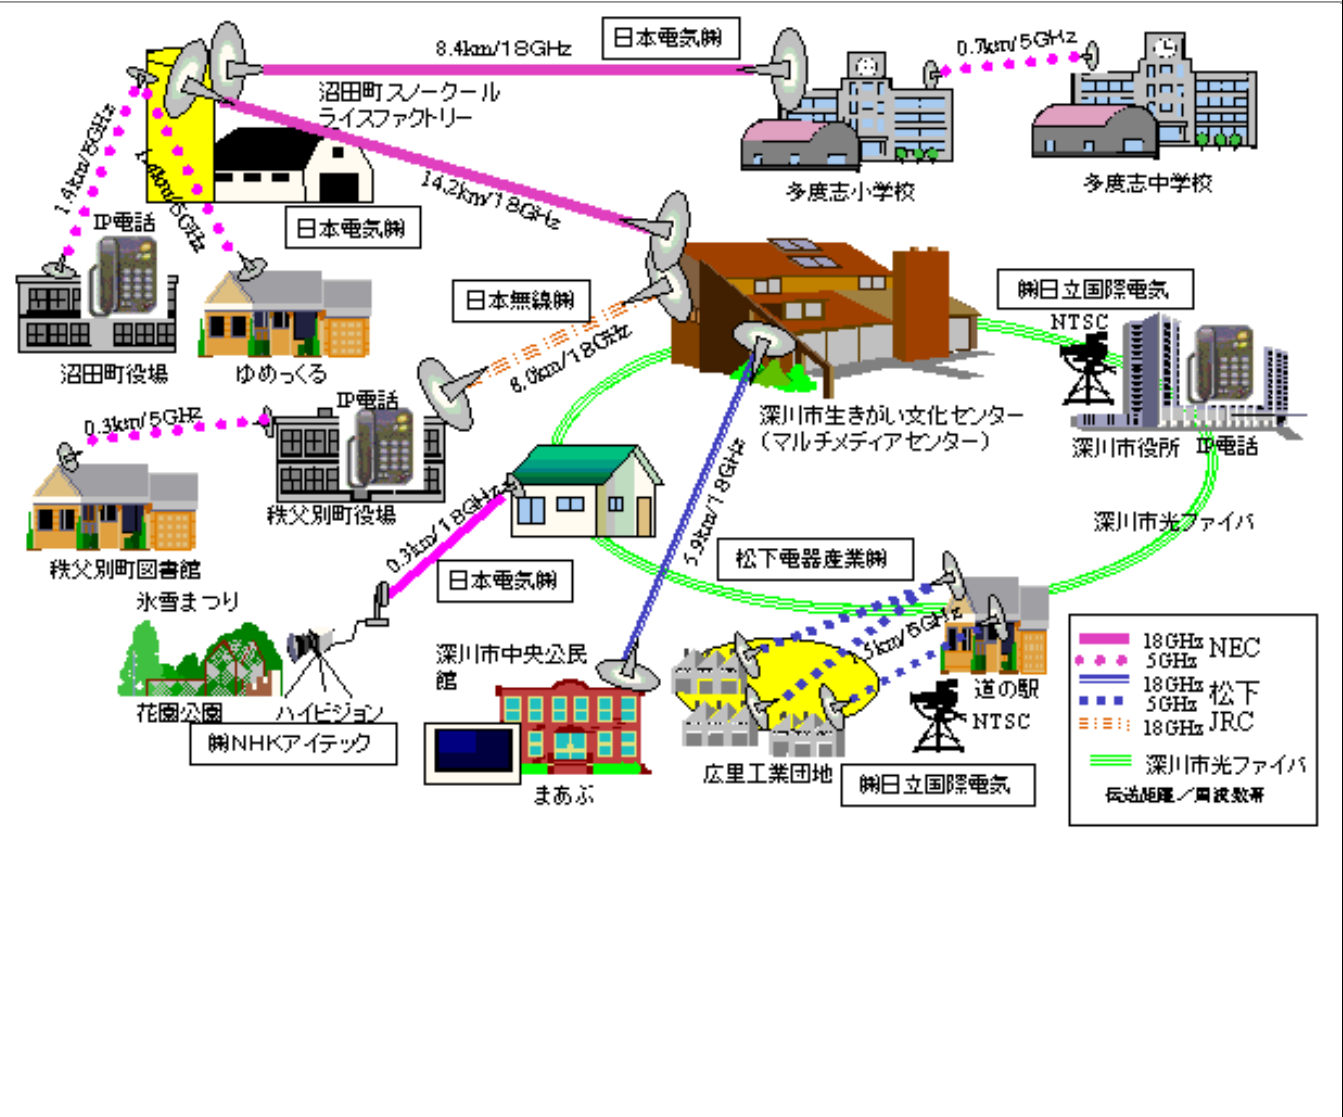 8.4km/18GHz
日本電気㈱
0.7km/5GHz
沼田町スノークール
ライスファクトリー
1.4km/5GHz
14.2km/18GHz
多度志小学校
多度志中学校
IP電話
日本電気㈱
沼田町役場
ゆめっくる
日本無線㈱
8.0km/18GHz
㈱日立国際電気
NTSC
深川市生きがい文化センター
（マルチメディアセンター）
深川市役所
IP電話
0.3km/5GHz
IP電話
秩父別町役場
秩父別町図書館
0.3km/18GHz
日本電気㈱
5.9km/18GHz
松下電器産業㈱
深川市光ファイバ
氷雪まつり
花園公園
ハイビジョン
㈱NHKアイテック
深川市中央公民
館
まあぶ
5km/5GHz
広里工業団地
道の駅
NTSC
㈱日立国際電気
18GHz NEC
5GHz
18GHz 松下
5GHz
18GHz JRC
深川市光ファイバ
伝送距離／周波数帯